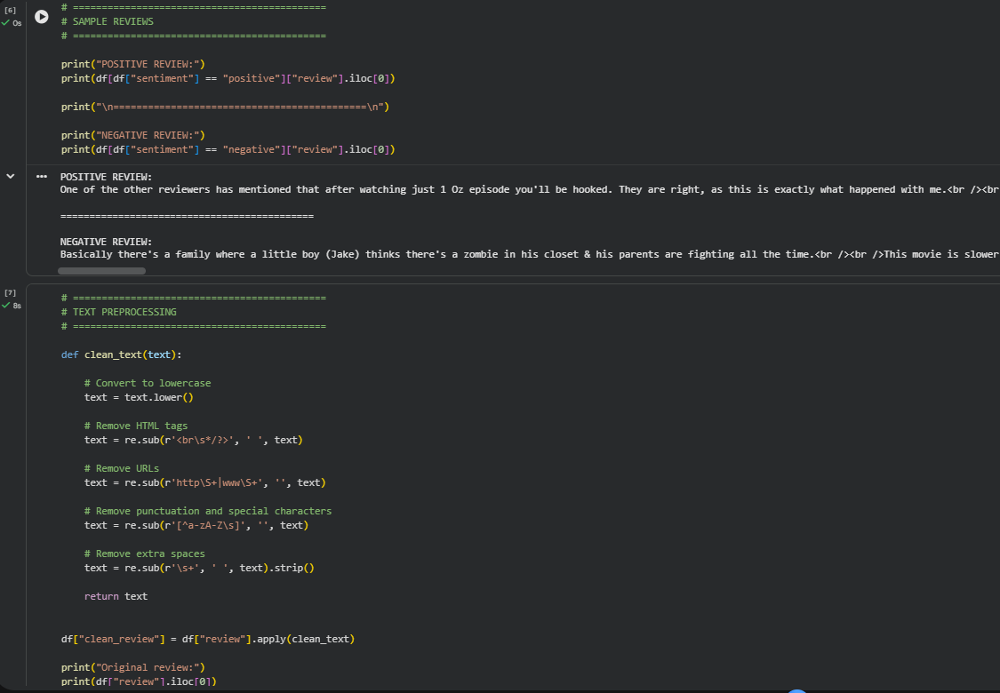 [6]
0s
# ============================================
# SAMPLE REVIEWS
# ============================================
print("POSITIVE REVIEW:")
print(df[df["sentiment"] == "positive"]["review"].iloc[0])
print("\n============================================\n")
print("NEGATIVE REVIEW:")
print(df[df["sentiment"] == "negative"]["review"].iloc[0])
POSITIVE REVIEW:
One of the other reviewers has mentioned that after watching just 1 Oz episode you'll be hooked. They are right, as this is exactly what happened with me.<br /><br
============================================
NEGATIVE REVIEW:
Basically there's a family where a little boy (Jake) thinks there's a zombie in his closet & his parents are fighting all the time.<br /><br />This movie is slower
[7]
8s
# ============================================
# TEXT PREPROCESSING
# ============================================
def clean_text(text):
# Convert to lowercase
text = text.lower()
# Remove HTML tags
text = re.sub(r'<br\s*/?>', ' ', text)
# Remove URLs
text = re.sub(r'http\S+|www\S+', '', text)
# Remove punctuation and special characters
text = re.sub(r'[^a-zA-Z\s]', '', text)
# Remove extra spaces
text = re.sub(r'\s+', ' ', text).strip()
return text
df["clean_review"] = df["review"].apply(clean_text)
print("Original review:")
print(df["review"].iloc[0])